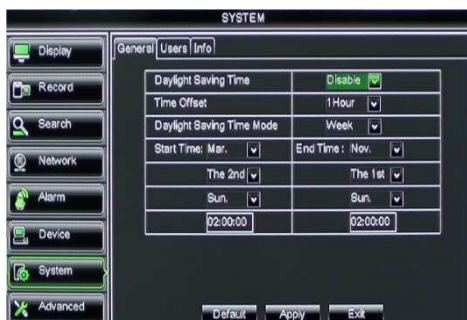 SYSTEM
Display
General Users Info
Daylight Saving Time Disable
Record
Time Offset 1Hour
Search
Daylight Saving Time Mode Week
Start Time: Mar. End Time: Nov.
Network
The 2nd The 1st
Alarm
Sun. Sun.
02:00:00 02:00:00
Device
System
Advanced
Default Apply Exit